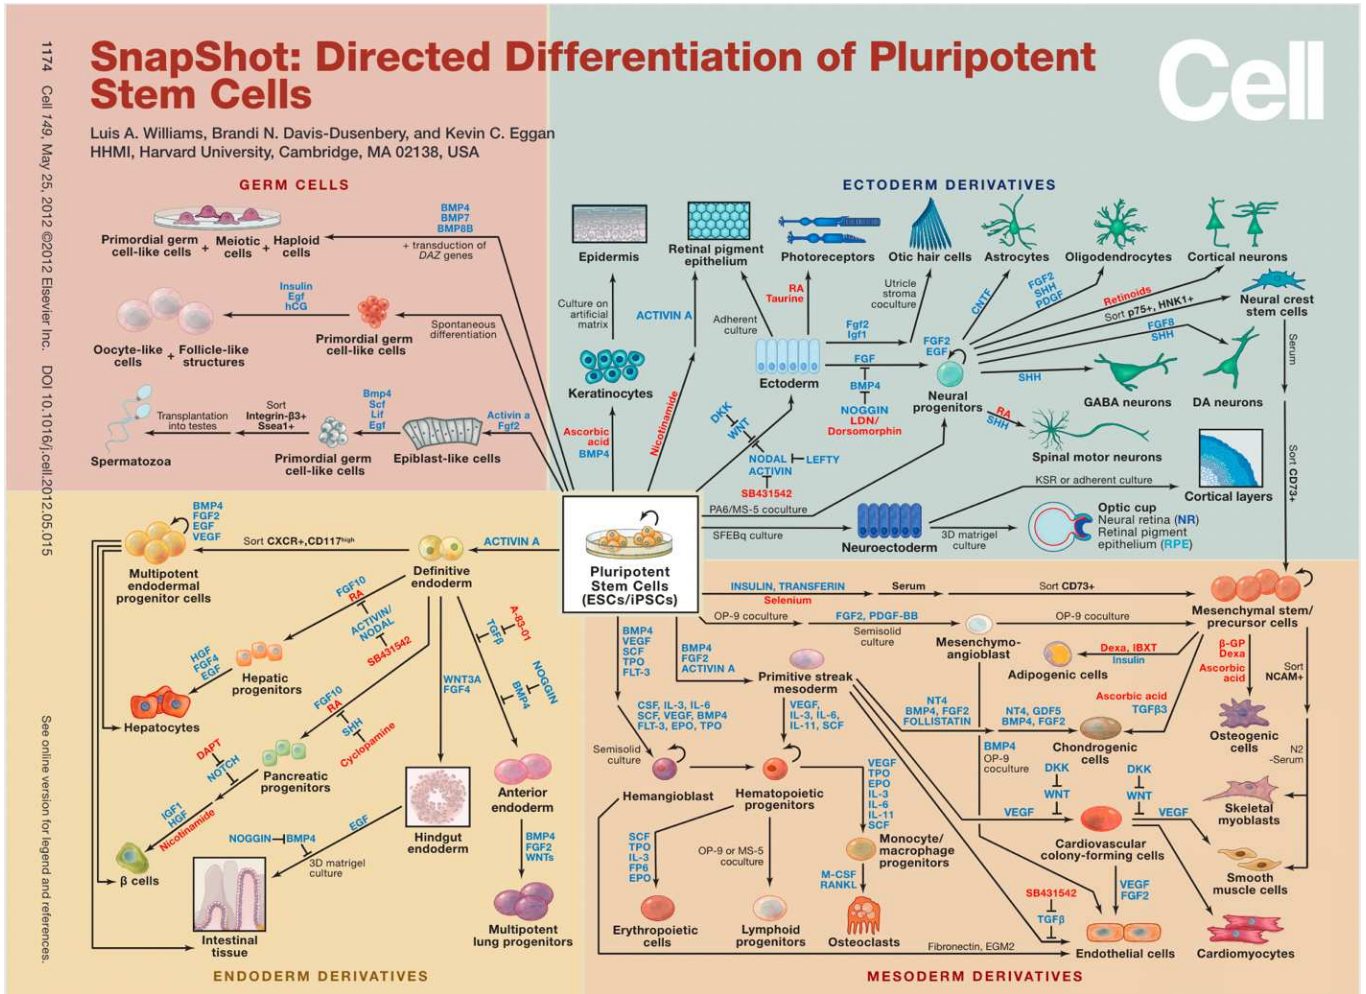 SnapShot: Directed Differentiation of Pluripotent
Stem Cells
Cell
Luis A. Williams, Brandi N. Davis-Dusenbery, and Kevin C. Eggan
HHMI, Harvard University, Cambridge, MA 02138, USA
1174 Cell 149, May 25, 2012 ©2012 Elsevier Inc. DOI 10.1016/j.cell.2012.05.015
See online version for legend and references.
GERM CELLS
BMP4
BMP7
BMP8B
+ transduction of
DAZ genes
Primordial germ
cell-like cells
+
Meiotic
cells
+
Haploid
cells
Insulin
Egf
hCG
Spontaneous
differentiation
Primordial germ
cell-like cells
Oocyte-like
cells
+
Follicle-like
structures
Transplantation
into testes
Sort
Integrin-β3+
Ssea1+
Bmp4
Scf
Lif
Egf
Activin a
Fgf2
Spermatozoa
Primordial germ
cell-like cells
Epiblast-like cells
ECTODERM DERIVATIVES
Epidermis
Retinal pigment
epithelium
Photoreceptors
Otic hair cells
Astrocytes
Oligodendrocytes
Cortical neurons
Culture on
artificial
matrix
ACTIVIN A
Adherent
culture
RA
Taurine
Utricle
stroma
coculture
Fgf2
Igf1
CNTF
FGF2
SHH
PDGF
Retinoids
Sort p75+, HNK1+
FGF8
SHH
Neural crest
stem cells
Serum
Keratinocytes
Ectoderm
FGF
BMP4
NOGGIN
LDN/
Dorsomorphin
FGF2
EGF
Neural
progenitors
SHH
GABA neurons
DA neurons
RA
SHH
Spinal motor neurons
Ascorbic
acid
BMP4
Nicotinamide
DKK
WNT
NODAL
ACTIVIN
LEFTY
SB431542
PA6/MS-5 coculture
SFEBq culture
Neuroectoderm
KSR or adherent culture
3D matrigel
culture
Cortical layers
Optic cup
Neural retina (NR)
Retinal pigment
epithelium (RPE)
Sort CD73+
Pluripotent
Stem Cells
(ESCs/iPSCs)
BMP4
FGF2
EGF
VEGF
Sort CXCR+,CD117high
ACTIVIN A
Multipotent
endodermal
progenitor cells
Definitive
endoderm
FGF10
RA
ACTIVIN/
NODAL
SB431542
HGF
FGF4
EGF
Hepatic
progenitors
Hepatocytes
FGF10
RA
SHH
Cyclopamine
DAPT
NOTCH
Pancreatic
progenitors
IGF1
HGF
Nicotinamide
β cells
WNT3A
FGF4
A-83-01
TGFβ
NOGGIN
BMP4
Hindgut
endoderm
Anterior
endoderm
EGF
NOGGIN
BMP4
3D matrigel
culture
Intestinal
tissue
BMP4
FGF2
WNTs
Multipotent
lung progenitors
ENDODERM DERIVATIVES
INSULIN, TRANSFERIN
Selenium
Serum
Sort CD73+
OP-9 coculture
FGF2, PDGF-BB
Semisolid
culture
Mesenchymo-
angioblast
OP-9 coculture
Mesenchymal stem/
precursor cells
BMP4
VEGF
SCF
TPO
FLT-3
BMP4
FGF2
ACTIVIN A
Primitive streak
mesoderm
Dexa, IBXT
Insulin
Adipogenic cells
β-GP
Dexa
Ascorbic
acid
Sort
NCAM+
Ascorbic acid
TGFβ3
Osteogenic
cells
CSF, IL-3, IL-6
SCF, VEGF, BMP4
FLT-3, EPO, TPO
VEGF,
IL-3, IL-6,
IL-11, SCF
NT4
BMP4, FGF2
FOLLISTATIN
NT4, GDF5
BMP4, FGF2
Chondrogenic
cells
N2
-Serum
Semisolid
culture
Hemangioblast
Hematopoietic
progenitors
VEGF
TPO
EPO
IL-3
IL-6
IL-11
SCF
BMP4
OP-9
coculture
DKK
WNT
VEGF
DKK
WNT
VEGF
Skeletal
myoblasts
Cardiovascular
colony-forming cells
Smooth
muscle cells
SCF
TPO
IL-3
FP6
EPO
OP-9 or MS-5
coculture
Monocyte/
macrophage
progenitors
M-CSF
RANKL
SB431542
TGFβ
VEGF
FGF2
Erythropoietic
cells
Lymphoid
progenitors
Osteoclasts
Fibronectin, EGM2
Endothelial cells
Cardiomyocytes
MESODERM DERIVATIVES